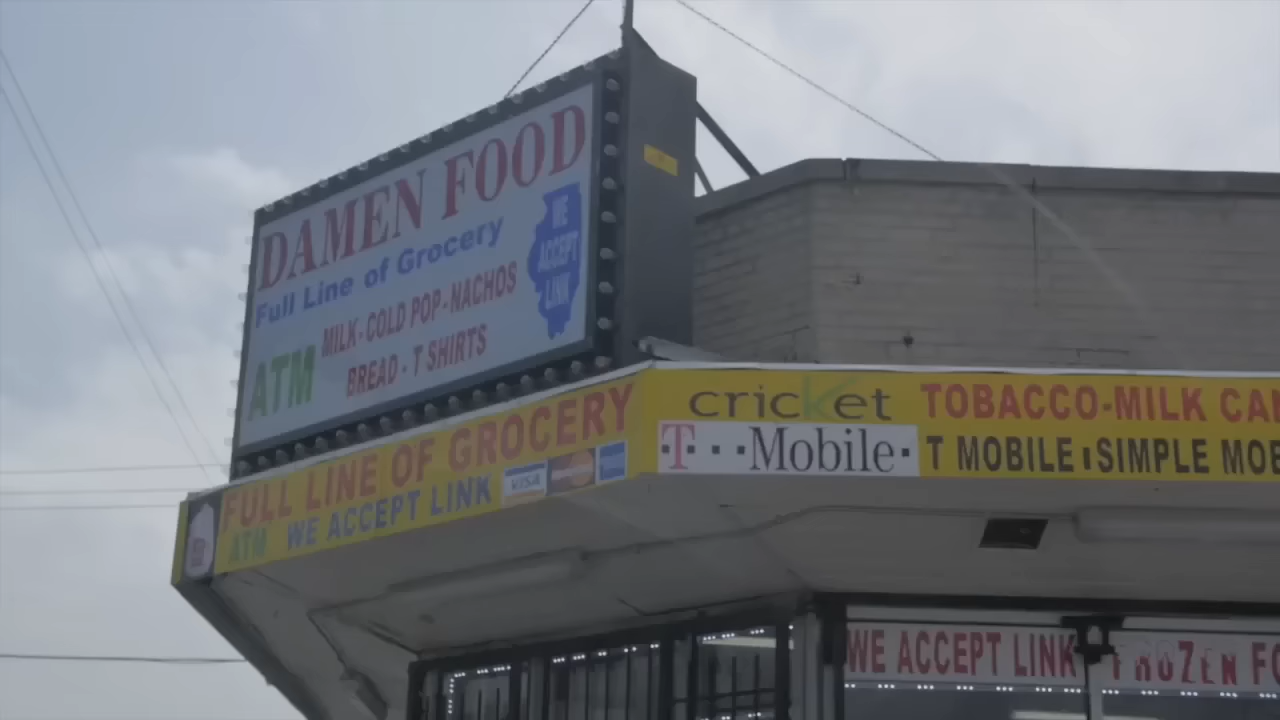 DAMEN FOOD
Full Line of Grocery
MILK - COLD POP - NACHOS
BREAD - T SHIRTS
ATM
WE
ACCEPT
LINK
FULL LINE OF GROCERY
ATM WE ACCEPT LINK
VISA
cricket
T · · Mobile ·
TOBACCO-MILK
T MOBILE SIMPLE
WE ACCEPT LINK
FROZEN